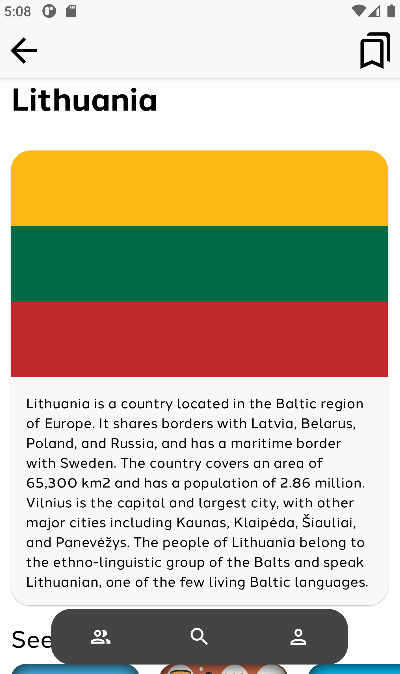 5:08
Lithuania
Lithuania is a country located in the Baltic region
of Europe. It shares borders with Latvia, Belarus,
Poland, and Russia, and has a maritime border
with Sweden. The country covers an area of
65,300 km2 and has a population of 2.86 million.
Vilnius is the capital and largest city, with other
major cities including Kaunas, Klaipėda, Šiauliai,
and Panevėžys. The people of Lithuania belong to
the ethno-linguistic group of the Balts and speak
Lithuanian, one of the few living Baltic languages.
See